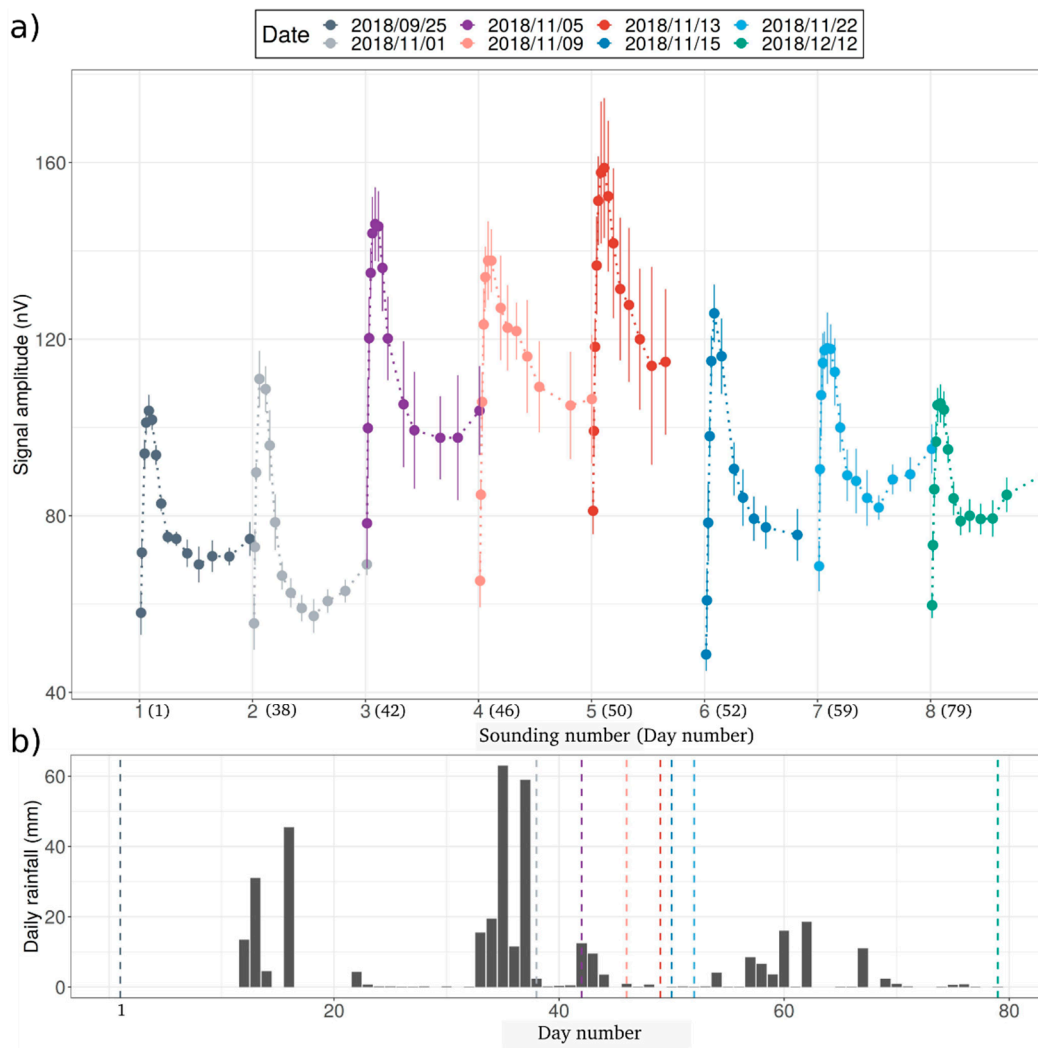 a)
Date
2018/09/25 2018/11/05 2018/11/13 2018/11/22
2018/11/01 2018/11/09 2018/11/15 2018/12/12
Signal amplitude (nV)
160
120
80
40
1 (1) 2 (38) 3 (42) 4 (46) 5 (50) 6 (52) 7 (59) 8 (79)
Sounding number (Day number)
b)
Daily rainfall (mm)
60
40
20
0
1 20 40 60 80
Day number